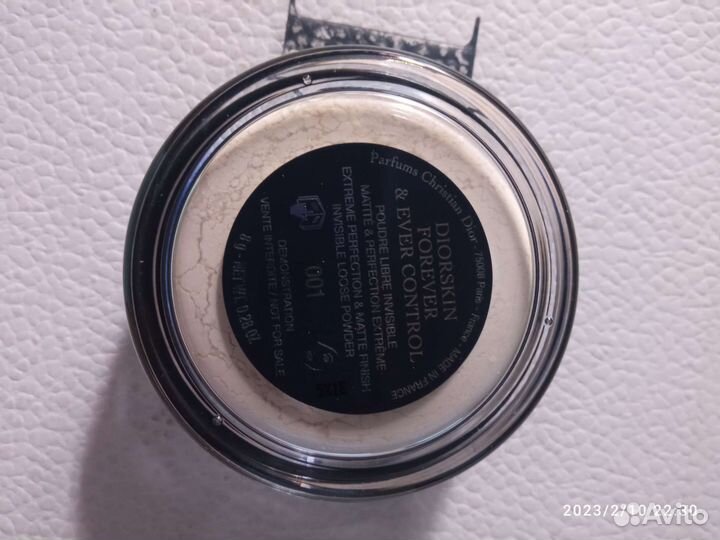 Parfums Christian Dior - 75008 Paris - France - MADE IN FRANCE
DIORSKIN
FOREVER
& EVER CONTROL
POUDRE LIBRE INVISIBLE
MATITÉ & PERFECTION EXTRÊME
EXTREME PERFECTION & MATTE FINISH
INVISIBLE LOOSE POWDER
001
DEMONSTRATION
VENTE INTERDITE / NOT FOR SALE
8 g - NET WT. 0.28 OZ.
2023/2/10 22:30
Avito